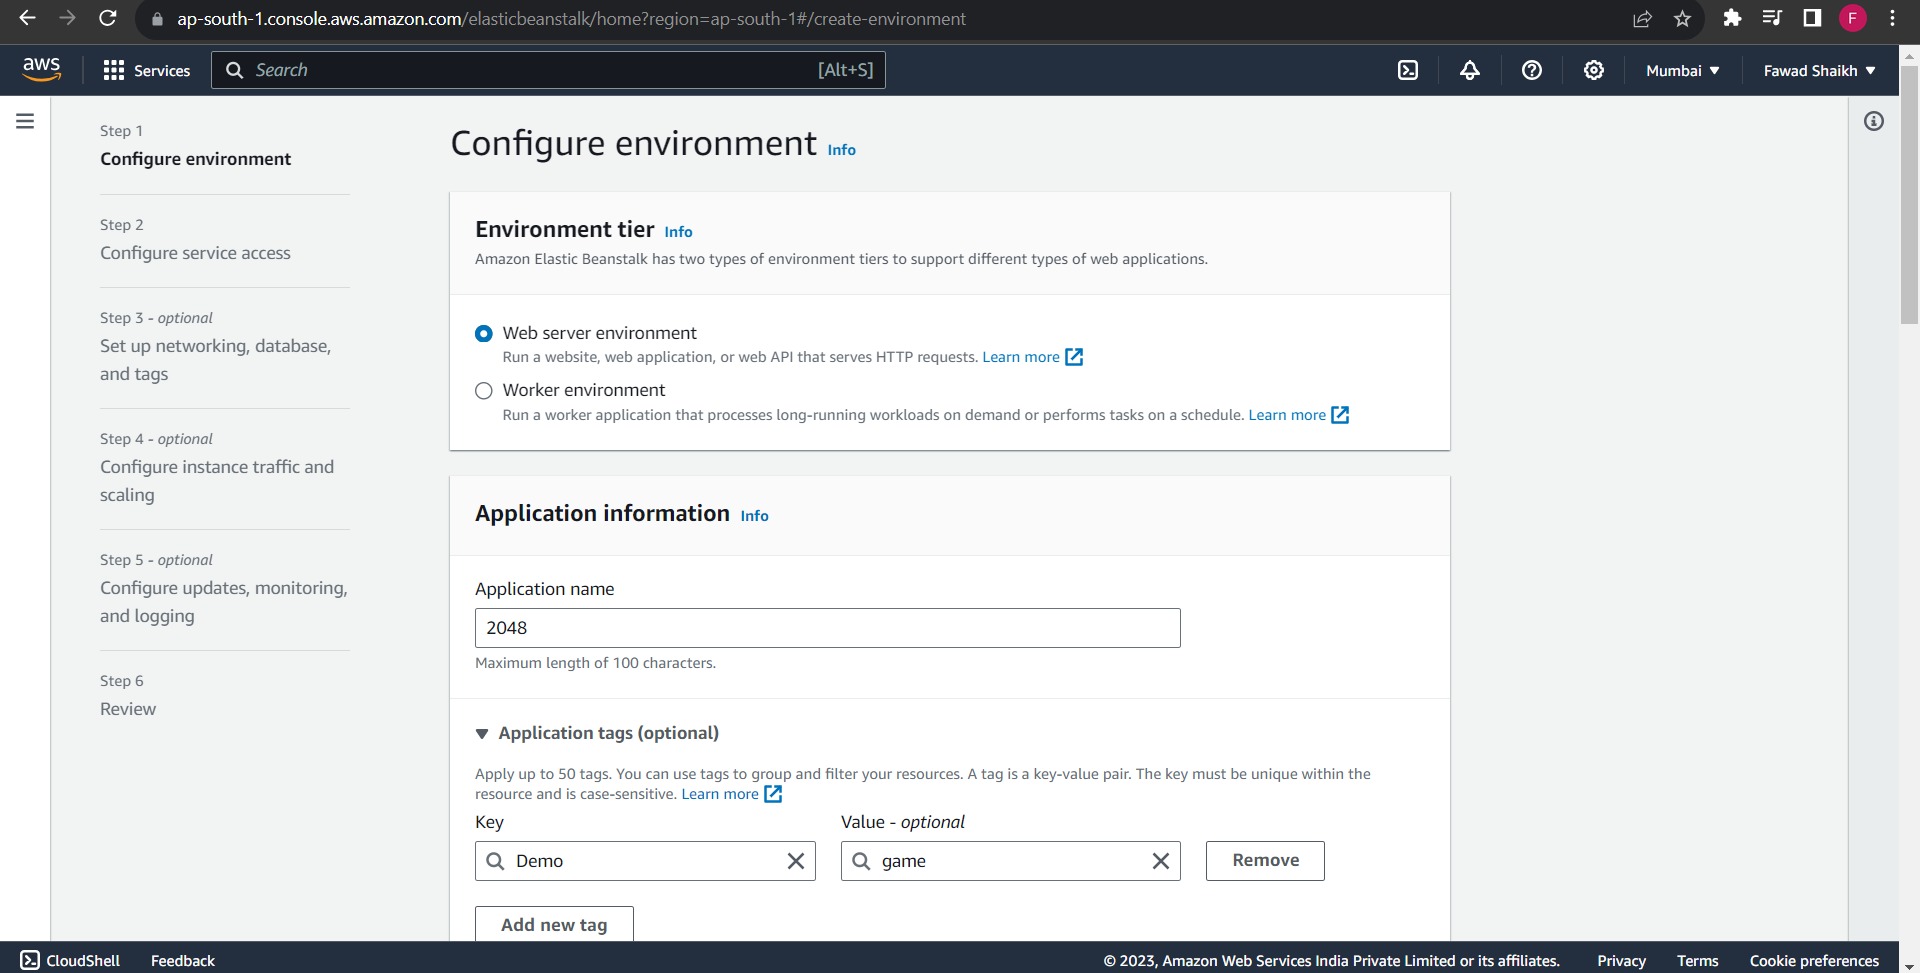 ap-south-1.console.aws.amazon.com/elasticbeanstalk/home?region=ap-south-1#/create-environment
F
aws
Services
Search
[Alt+S]
Mumbai
Fawad Shaikh
Step 1
Configure environment
Step 2
Configure service access
Step 3 - optional
Set up networking, database,
and tags
Step 4 - optional
Configure instance traffic and
scaling
Step 5 - optional
Configure updates, monitoring,
and logging
Step 6
Review
Configure environment Info
Environment tier Info
Amazon Elastic Beanstalk has two types of environment tiers to support different types of web applications.
Web server environment
Run a website, web application, or web API that serves HTTP requests. Learn more
Worker environment
Run a worker application that processes long-running workloads on demand or performs tasks on a schedule. Learn more
Application information Info
Application name
2048
Maximum length of 100 characters.
Application tags (optional)
Apply up to 50 tags. You can use tags to group and filter your resources. A tag is a key-value pair. The key must be unique within the
resource and is case-sensitive. Learn more
Key
Value - optional
Demo
game
Remove
Add new tag
CloudShell
Feedback
© 2023, Amazon Web Services India Private Limited or its affiliates.
Privacy
Terms
Cookie preferences